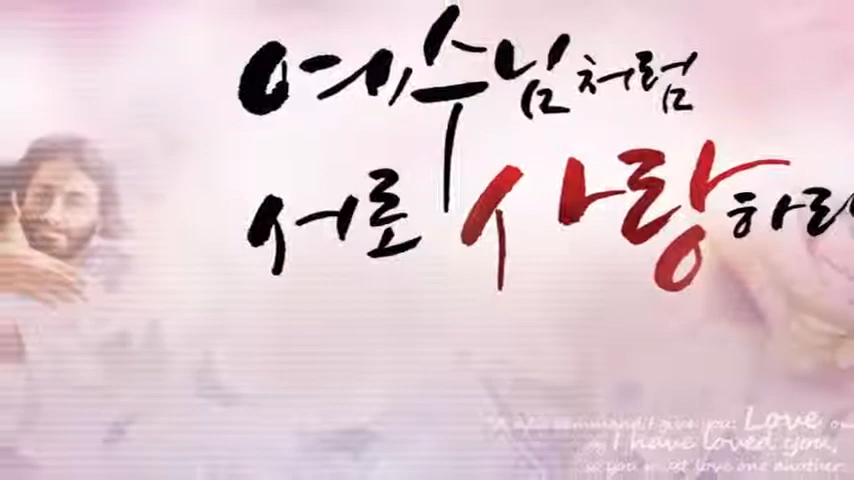 예수님처럼
서로 사랑하라
A new command I give you: Love
I have loved you,
so you must love one another.